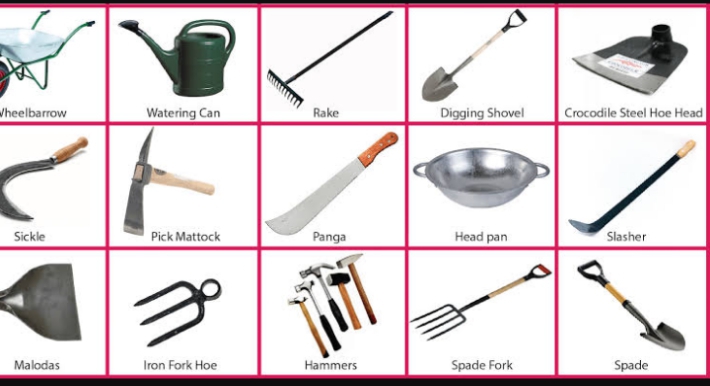 Wheelbarrow
Watering Can
Rake
Digging Shovel
Crocodile Steel Hoe Head
Sickle
Pick Mattock
Panga
Head pan
Slasher
Malodas
Iron Fork Hoe
Hammers
Spade Fork
Spade